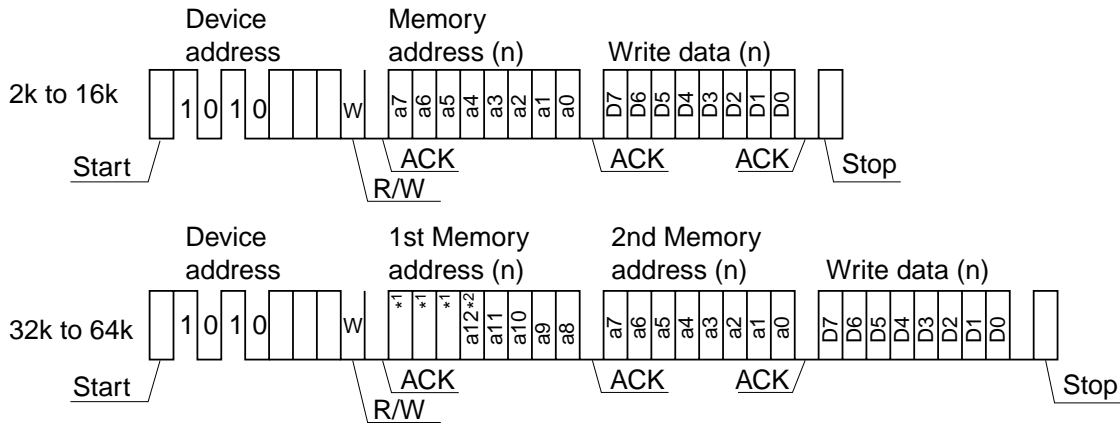 Device address
Memory address (n)
Write data (n)
2k to 16k
1 0 1 0 W a7 a6 a5 a4 a3 a2 a1 a0 D7 D6 D5 D4 D3 D2 D1 D0
Start
ACK
ACK
ACK
Stop
R/W
Device address
1st Memory address (n)
2nd Memory address (n)
Write data (n)
32k to 64k
1 0 1 0 W *1 *1 *1 a12*2 a11 a10 a9 a8 a7 a6 a5 a4 a3 a2 a1 a0 D7 D6 D5 D4 D3 D2 D1 D0
Start
ACK
ACK
ACK
Stop
R/W